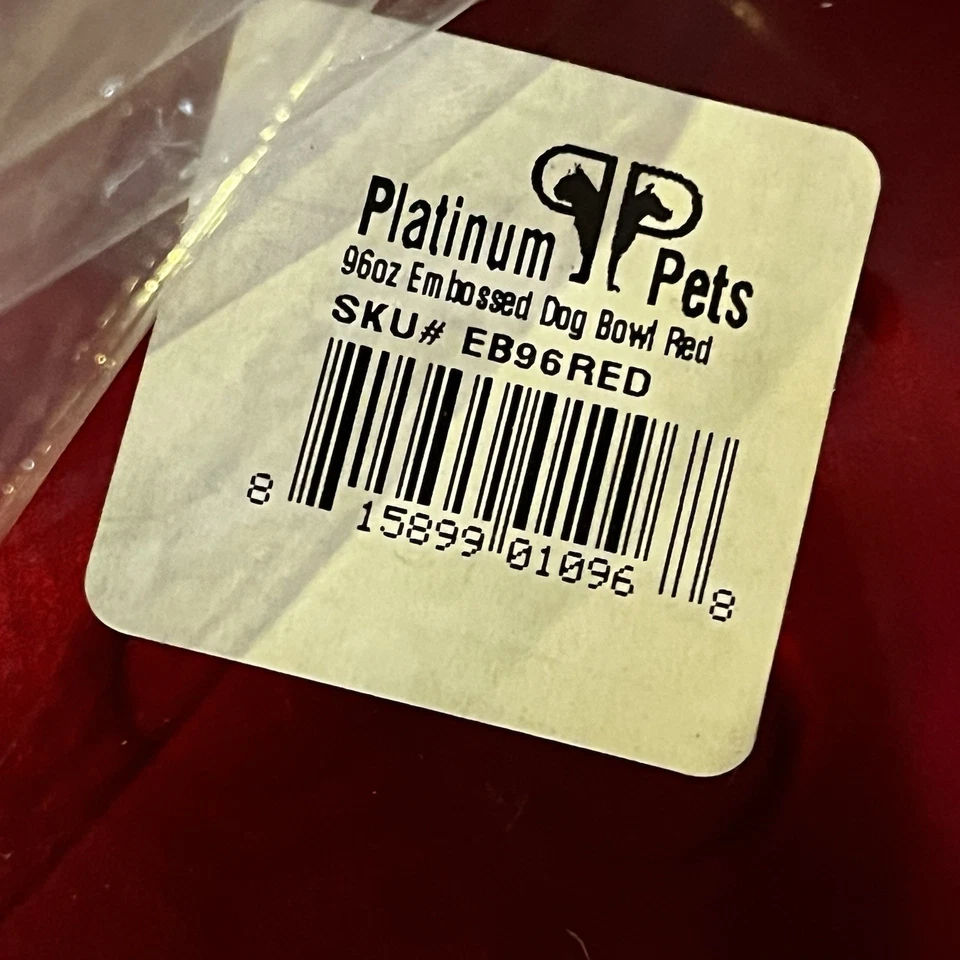 Platinum Pets
96oz Embossed Dog Bowl Red
SKU# EB96RED
8 15899 01096 8